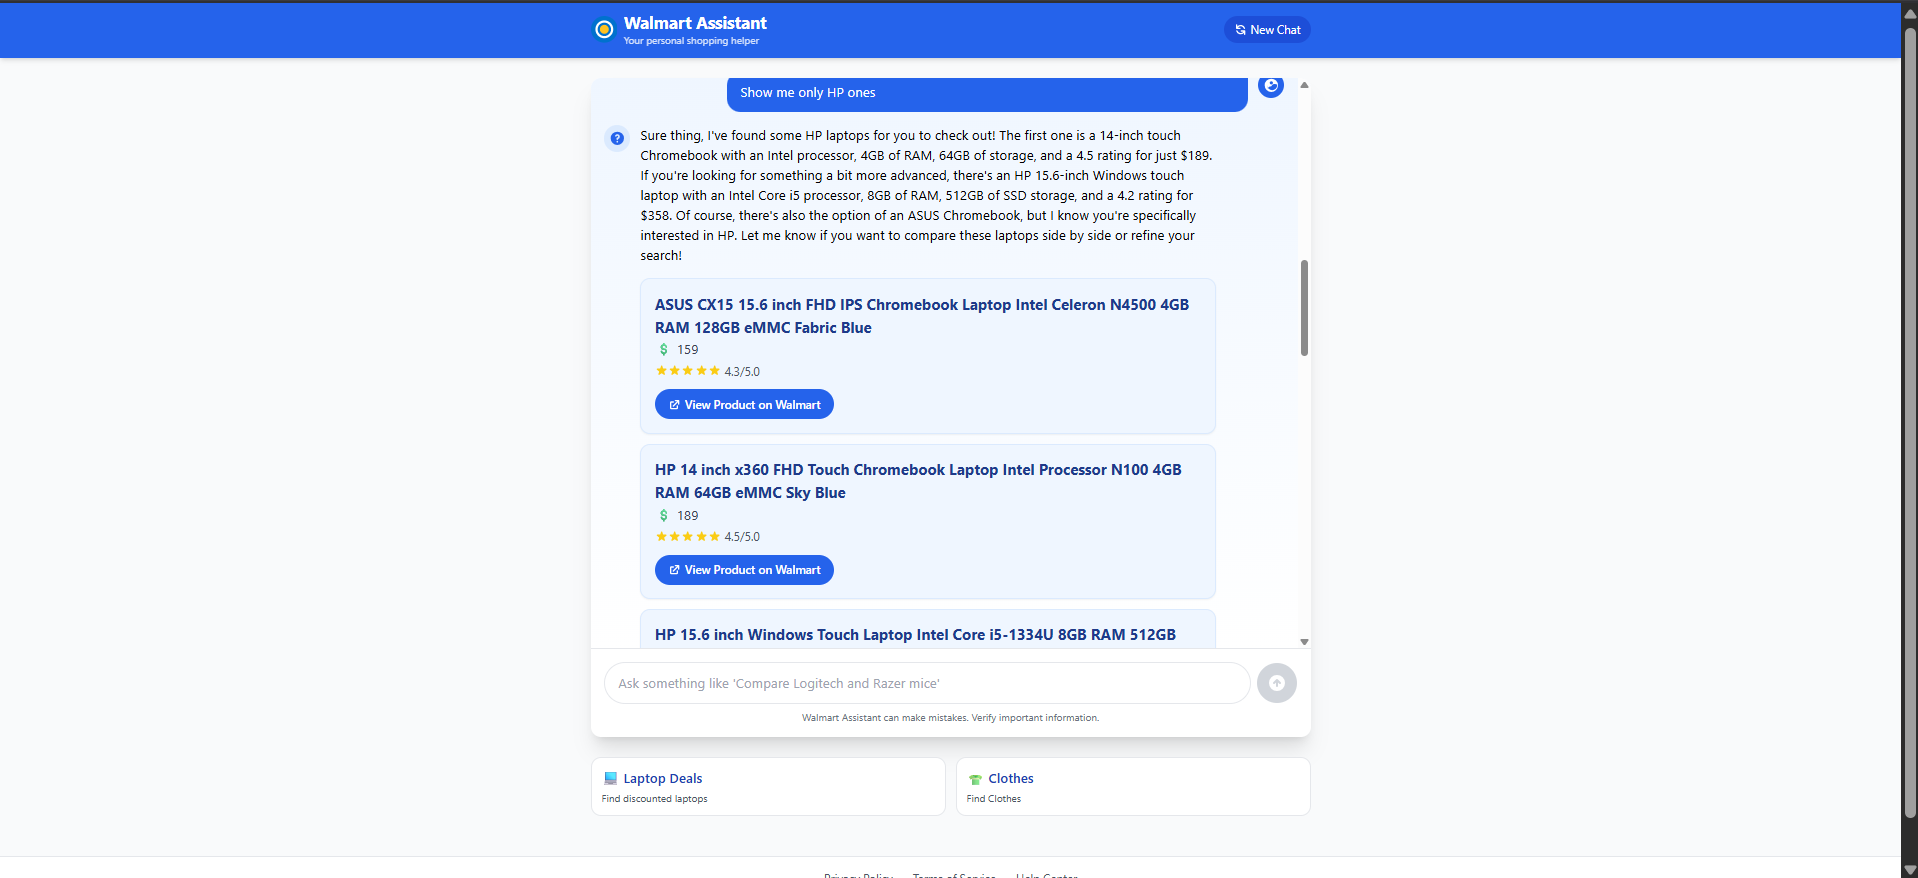 Walmart Assistant
Your personal shopping helper
New Chat
Show me only HP ones
Sure thing, I've found some HP laptops for you to check out! The first one is a 14-inch touch
Chromebook with an Intel processor, 4GB of RAM, 64GB of storage, and a 4.5 rating for just $189.
If you're looking for something a bit more advanced, there's an HP 15.6-inch Windows touch
laptop with an Intel Core i5 processor, 8GB of RAM, 512GB of SSD storage, and a 4.2 rating for
$358. Of course, there's also the option of an ASUS Chromebook, but I know you're specifically
interested in HP. Let me know if you want to compare these laptops side by side or refine your
search!
ASUS CX15 15.6 inch FHD IPS Chromebook Laptop Intel Celeron N4500 4GB
RAM 128GB eMMC Fabric Blue
$ 159
4.3/5.0
View Product on Walmart
HP 14 inch x360 FHD Touch Chromebook Laptop Intel Processor N100 4GB
RAM 64GB eMMC Sky Blue
$ 189
4.5/5.0
View Product on Walmart
HP 15.6 inch Windows Touch Laptop Intel Core i5-1334U 8GB RAM 512GB
Ask something like 'Compare Logitech and Razer mice'
Walmart Assistant can make mistakes. Verify important information.
Laptop Deals
Find discounted laptops
Clothes
Find Clothes
Privacy Policy Terms of Service Help Center